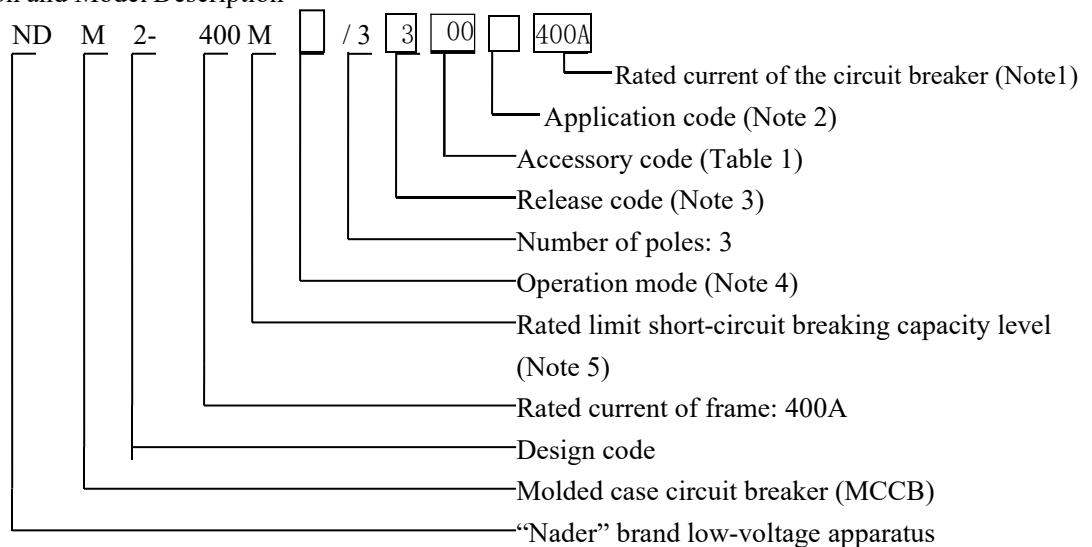 on and Model Description
ND M 2- 400 M / 3 3 00 400A
Rated current of the circuit breaker (Note1)
Application code (Note 2)
Accessory code (Table 1)
Release code (Note 3)
Number of poles: 3
Operation mode (Note 4)
Rated limit short-circuit breaking capacity level
(Note 5)
Rated current of frame: 400A
Design code
Molded case circuit breaker (MCCB)
“Nader” brand low-voltage apparatus